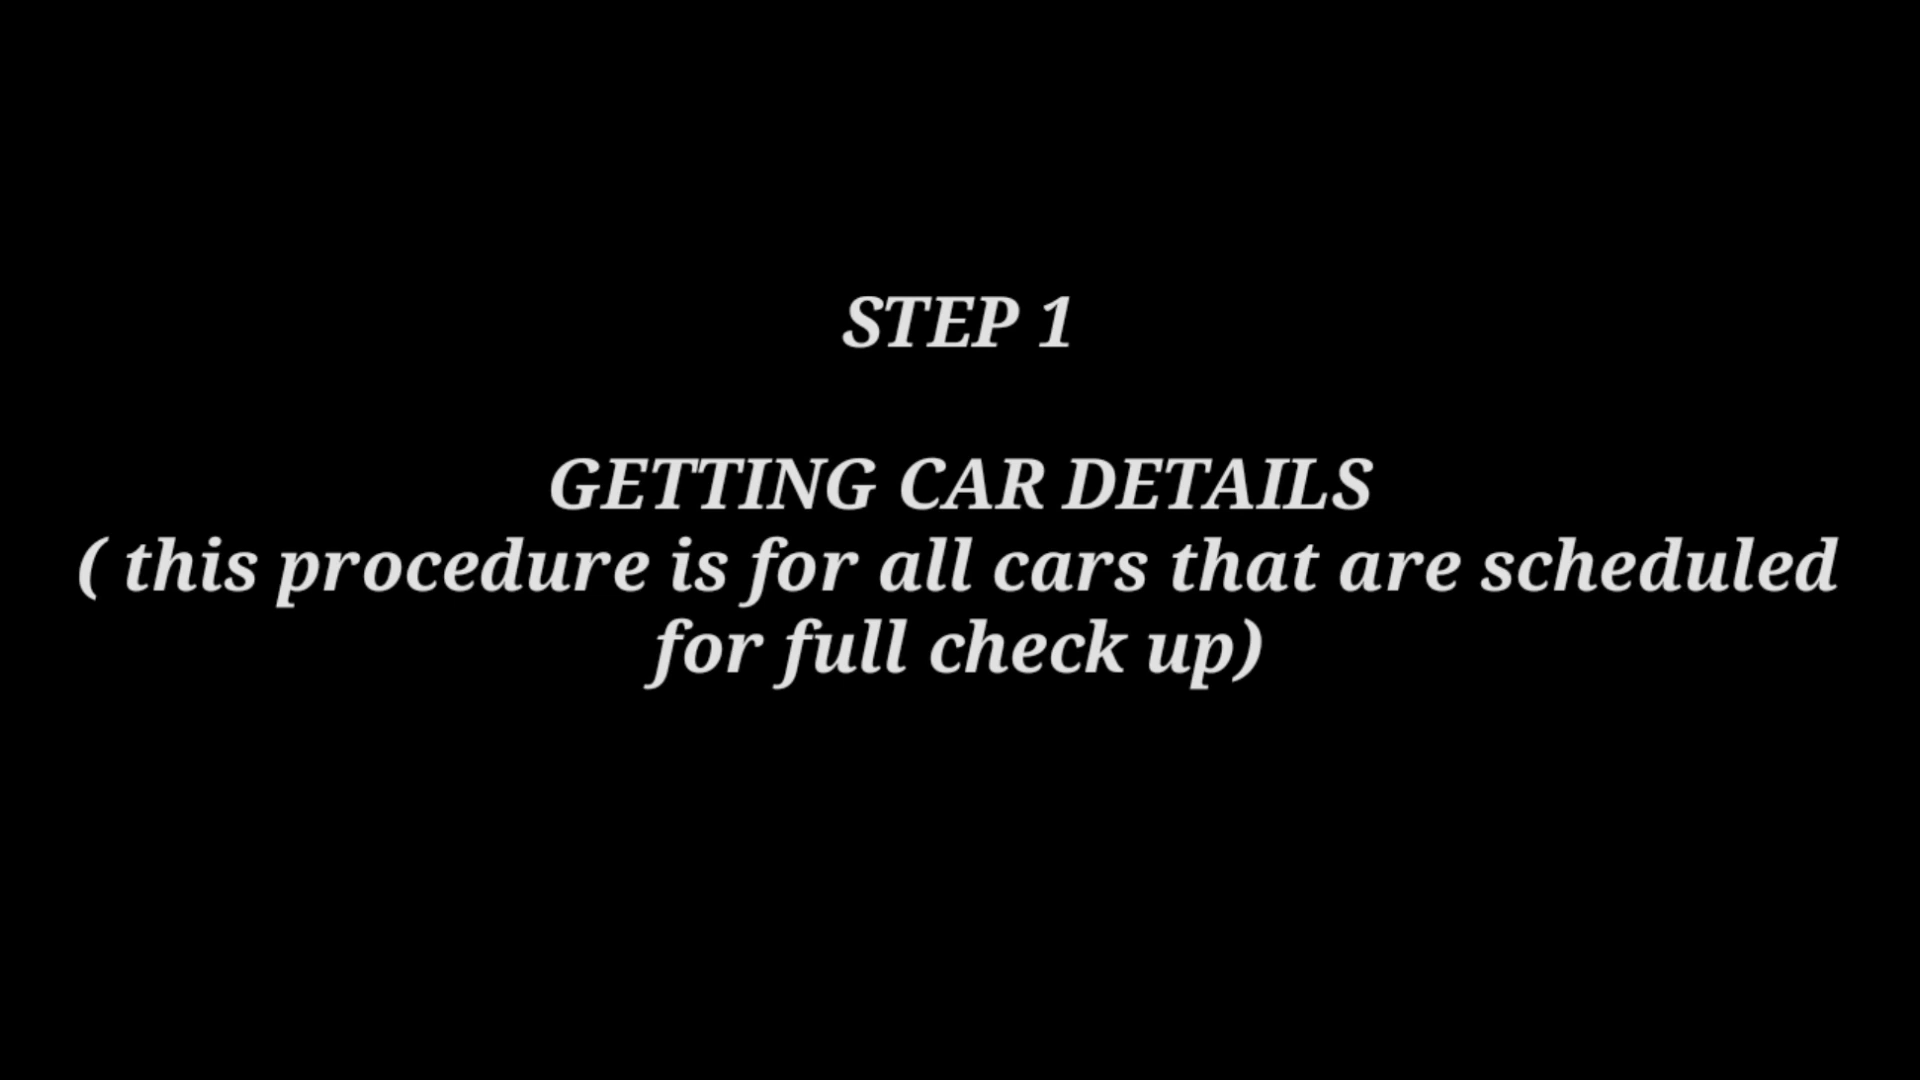 STEP 1
GETTING CAR DETAILS
( this procedure is for all cars that are scheduled
for full check up)